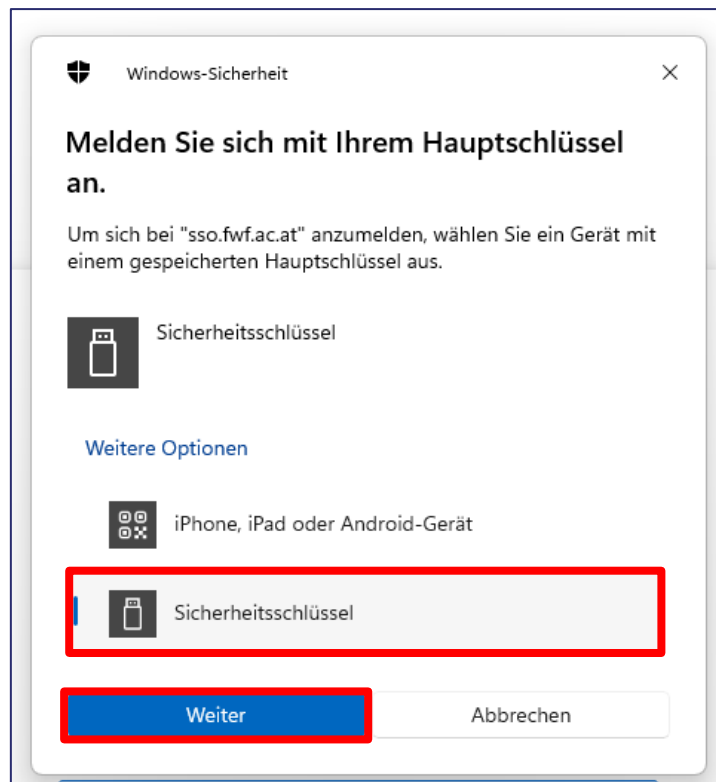 Windows-Sicherheit
Melden Sie sich mit Ihrem Hauptschlüssel
an.
Um sich bei "sso.fwf.ac.at" anzumelden, wählen Sie ein Gerät mit
einem gespeicherten Hauptschlüssel aus.
Sicherheitsschlüssel
Weitere Optionen
iPhone, iPad oder Android-Gerät
Sicherheitsschlüssel
Weiter
Abbrechen